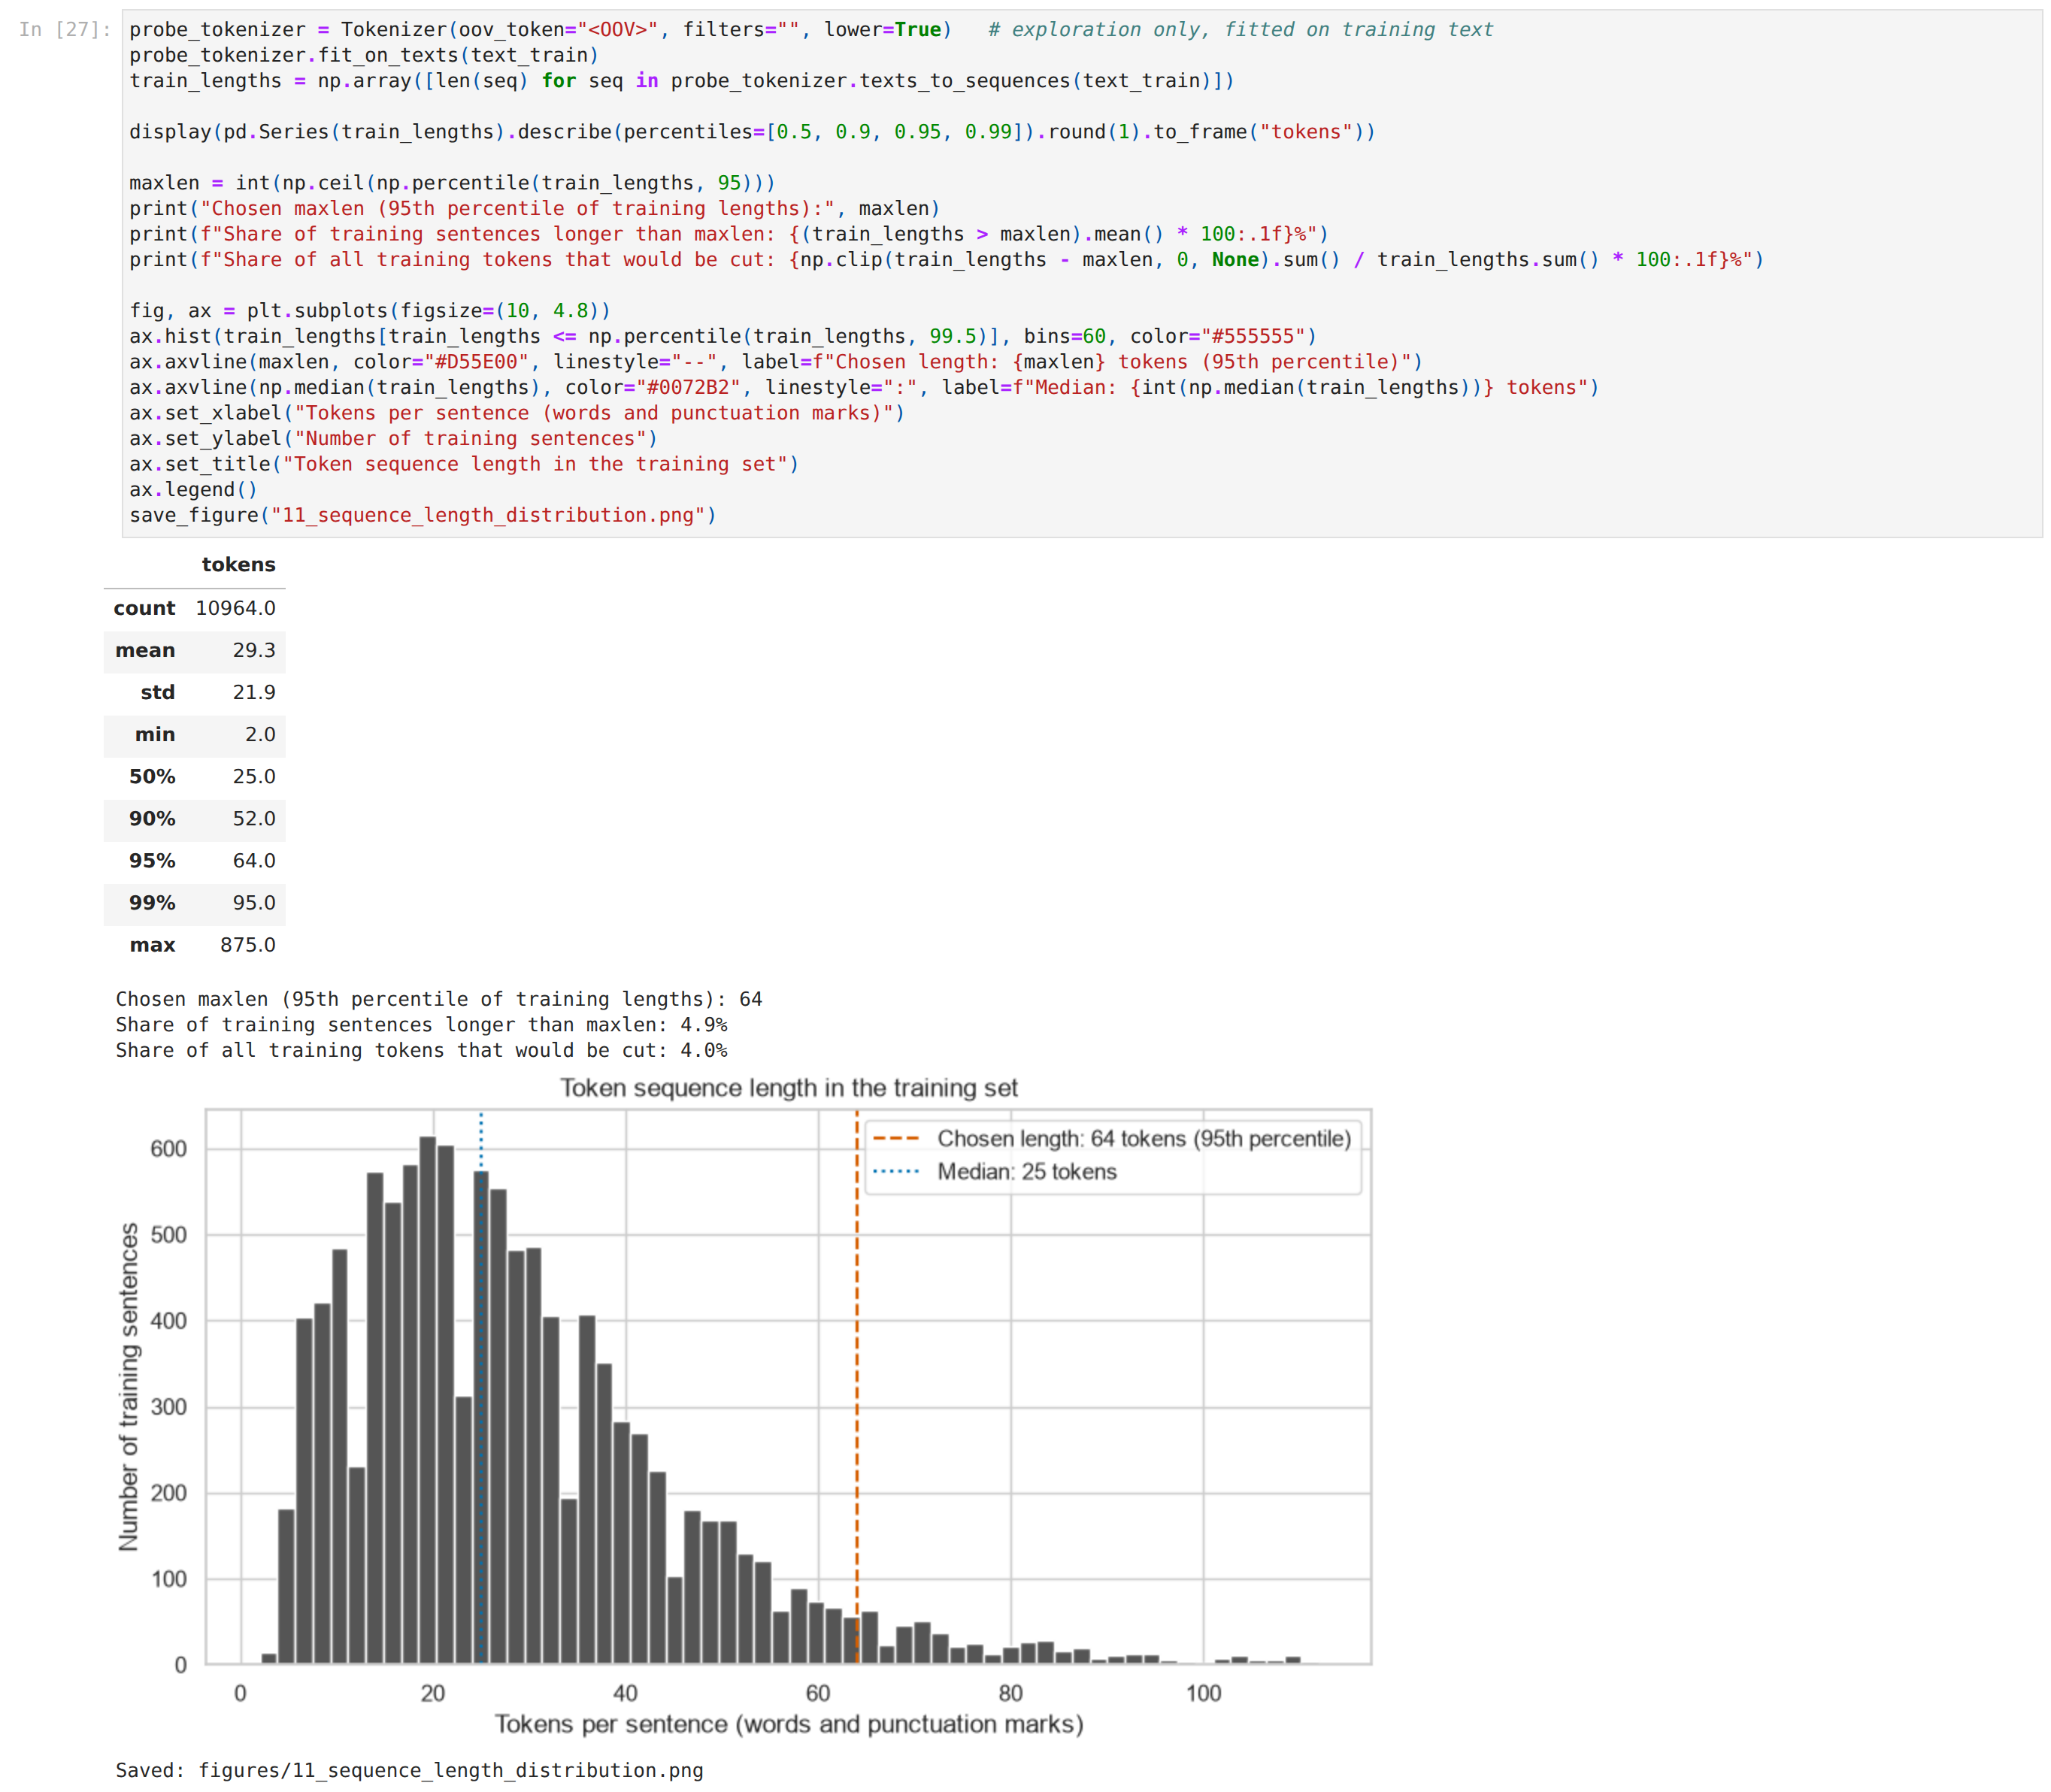 In [27]: probe_tokenizer = Tokenizer(oov_token="<OOV>", filters="", lower=True)   # exploration only, fitted on training text
probe_tokenizer.fit_on_texts(text_train)
train_lengths = np.array([len(seq) for seq in probe_tokenizer.texts_to_sequences(text_train)])
display(pd.Series(train_lengths).describe(percentiles=[0.5, 0.9, 0.95, 0.99]).round(1).to_frame("tokens"))
maxlen = int(np.ceil(np.percentile(train_lengths, 95)))
print("Chosen maxlen (95th percentile of training lengths):", maxlen)
print(f"Share of training sentences longer than maxlen: {(train_lengths > maxlen).mean() * 100:.1f}%")
print(f"Share of all training tokens that would be cut: {np.clip(train_lengths - maxlen, 0, None).sum() / train_lengths.sum() * 100:.1f}%")
fig, ax = plt.subplots(figsize=(10, 4.8))
ax.hist(train_lengths[train_lengths <= np.percentile(train_lengths, 99.5)], bins=60, color="#555555")
ax.axvline(maxlen, color="#D55E00", linestyle="--", label=f"Chosen length: {maxlen} tokens (95th percentile)")
ax.axvline(np.median(train_lengths), color="#0072B2", linestyle=":", label=f"Median: {int(np.median(train_lengths))} tokens")
ax.set_xlabel("Tokens per sentence (words and punctuation marks)")
ax.set_ylabel("Number of training sentences")
ax.set_title("Token sequence length in the training set")
ax.legend()
save_figure("11_sequence_length_distribution.png")
tokens
count 10964.0
mean 29.3
std 21.9
min 2.0
50% 25.0
90% 52.0
95% 64.0
99% 95.0
max 875.0
Chosen maxlen (95th percentile of training lengths): 64
Share of training sentences longer than maxlen: 4.9%
Share of all training tokens that would be cut: 4.0%
Token sequence length in the training set
Chosen length: 64 tokens (95th percentile)
Median: 25 tokens
Number of training sentences
600
500
400
300
200
100
0
0 20 40 60 80 100
Tokens per sentence (words and punctuation marks)
Saved: figures/11_sequence_length_distribution.png